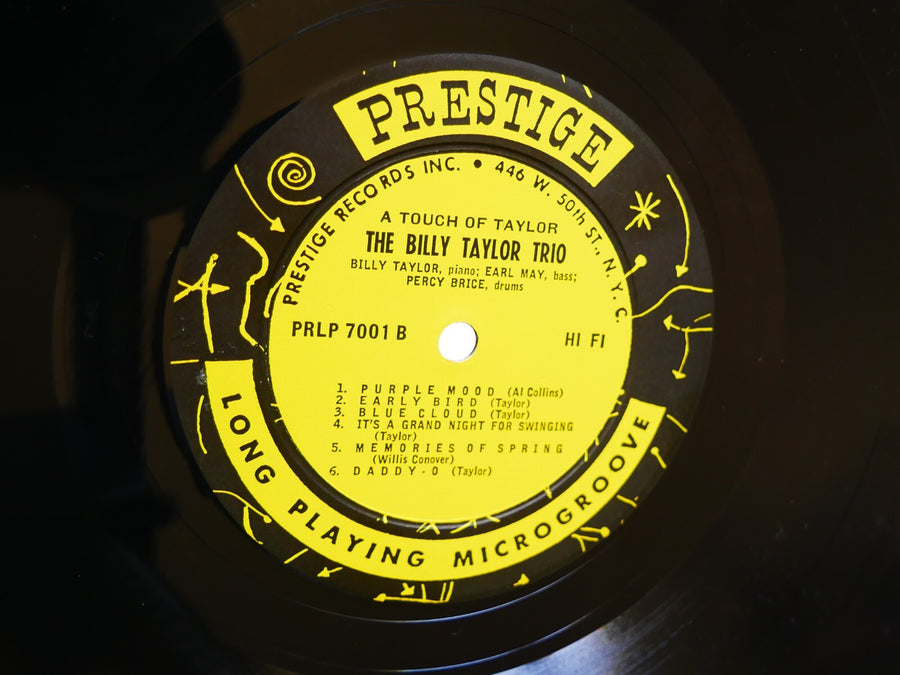 PRESTIGE
PRESTIGE RECORDS INC. • 446 W. 50th ST., N.Y.C.
A TOUCH OF TAYLOR
THE BILLY TAYLOR TRIO
BILLY TAYLOR, piano; EARL MAY, bass;
PERCY BRICE, drums
PRLP 7001 B
HI FI
1. PURPLE MOOD (Al Collins)
2. EARLY BIRD (Taylor)
3. BLUE CLOUD (Taylor)
4. IT'S A GRAND NIGHT FOR SWINGING
(Taylor)
5. MEMORIES OF SPRING
(Willis Conover)
6. DADDY-O (Taylor)
LONG PLAYING MICROGROOVE